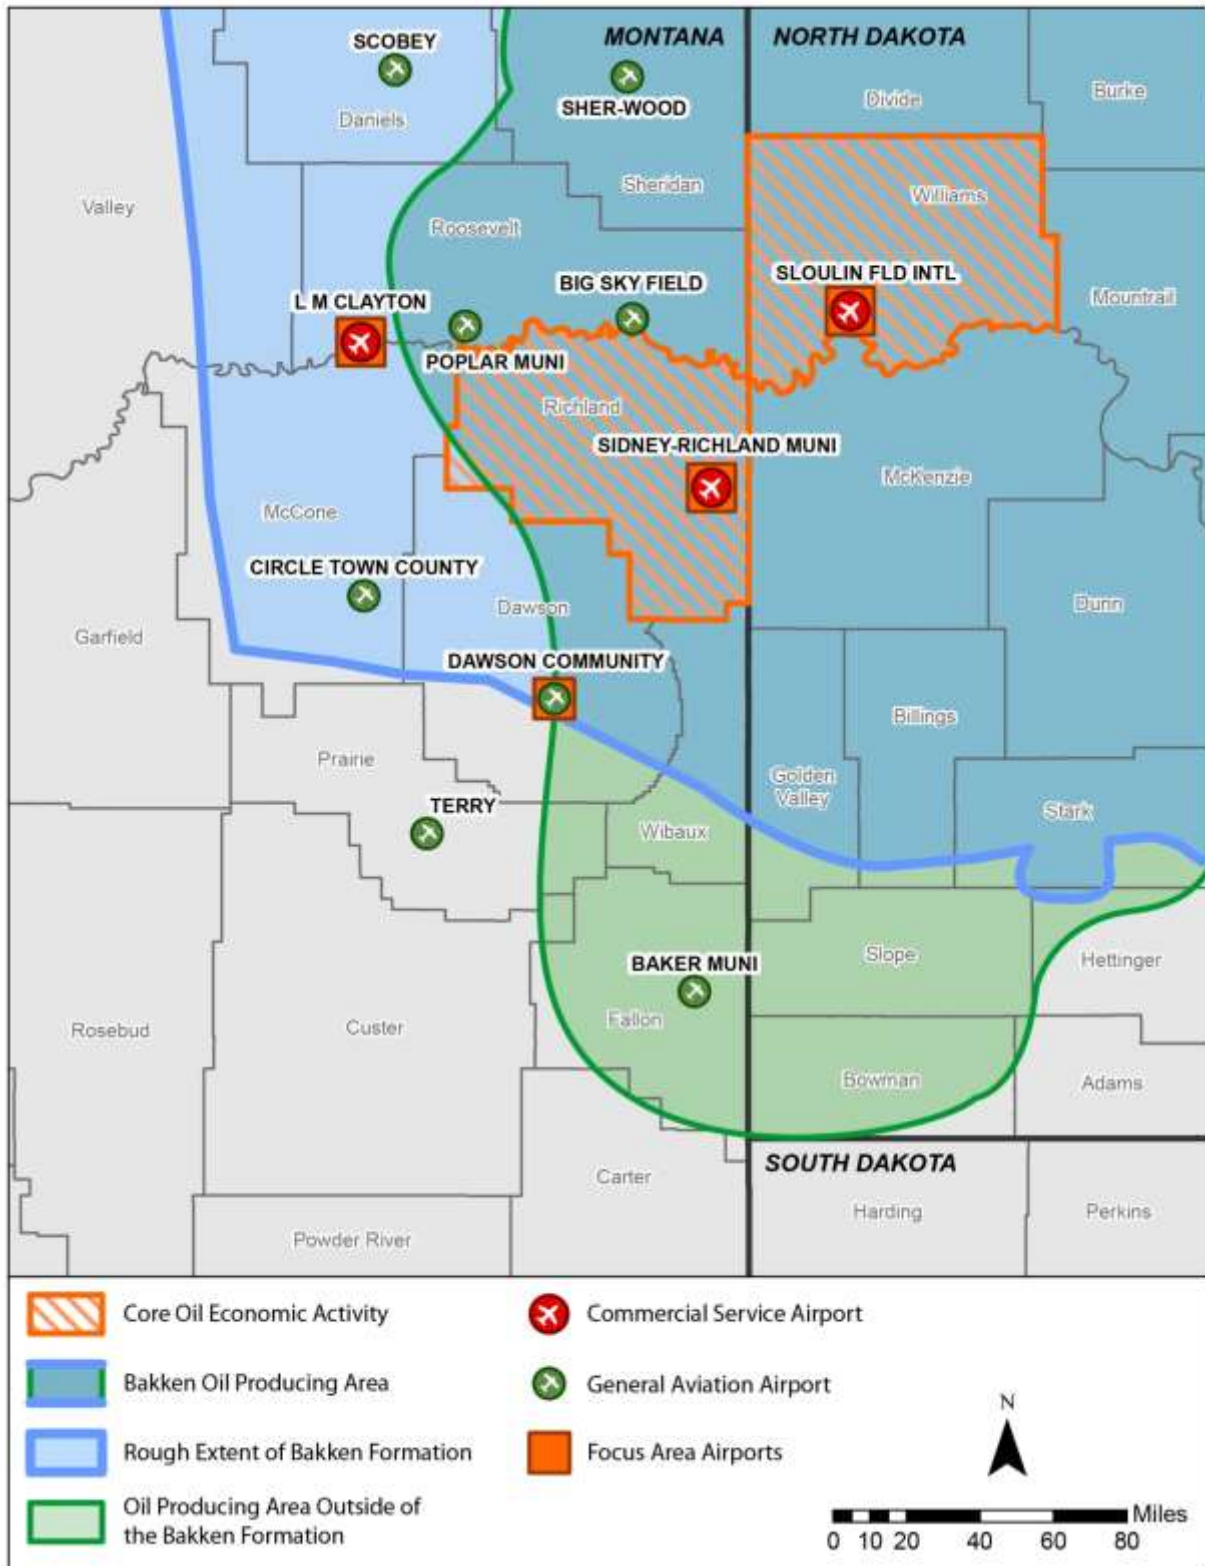 SCOBEY
MONTANA
NORTH DAKOTA
SHER-WOOD
Divide
Burke
Daniels
Sheridan
Williams
Valley
Roosevelt
L M CLAYTON
BIG SKY FIELD
SLOULIN FLD INTL
Mountrail
POPLAR MUNI
Richland
SIDNEY-RICHLAND MUNI
McKenzie
McCone
CIRCLE TOWN COUNTY
Dawson
Dunn
Garfield
DAWSON COMMUNITY
Billings
Prairie
Golden
Valley
TERRY
Wibaux
Stark
BAKER MUNI
Slope
Hettinger
Rosebud
Custer
Fallon
Bowman
Adams
SOUTH DAKOTA
Carter
Harding
Perkins
Powder River
Core Oil Economic Activity
Bakken Oil Producing Area
Rough Extent of Bakken Formation
Oil Producing Area Outside of
the Bakken Formation
Commercial Service Airport
General Aviation Airport
Focus Area Airports
N
Miles
0 5 10 20 40 60 80